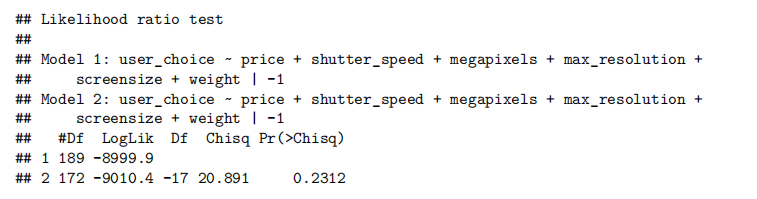 ## Likelihood ratio test
##
## Model 1: user_choice ~ price + shutter_speed + megapixels + max_resolution +
##     screensize + weight | -1
## Model 2: user_choice ~ price + shutter_speed + megapixels + max_resolution +
##     screensize + weight | -1
##   #Df  LogLik  Df  Chisq Pr(>Chisq)
## 1 189 -8999.9
## 2 172 -9010.4 -17 20.891     0.2312